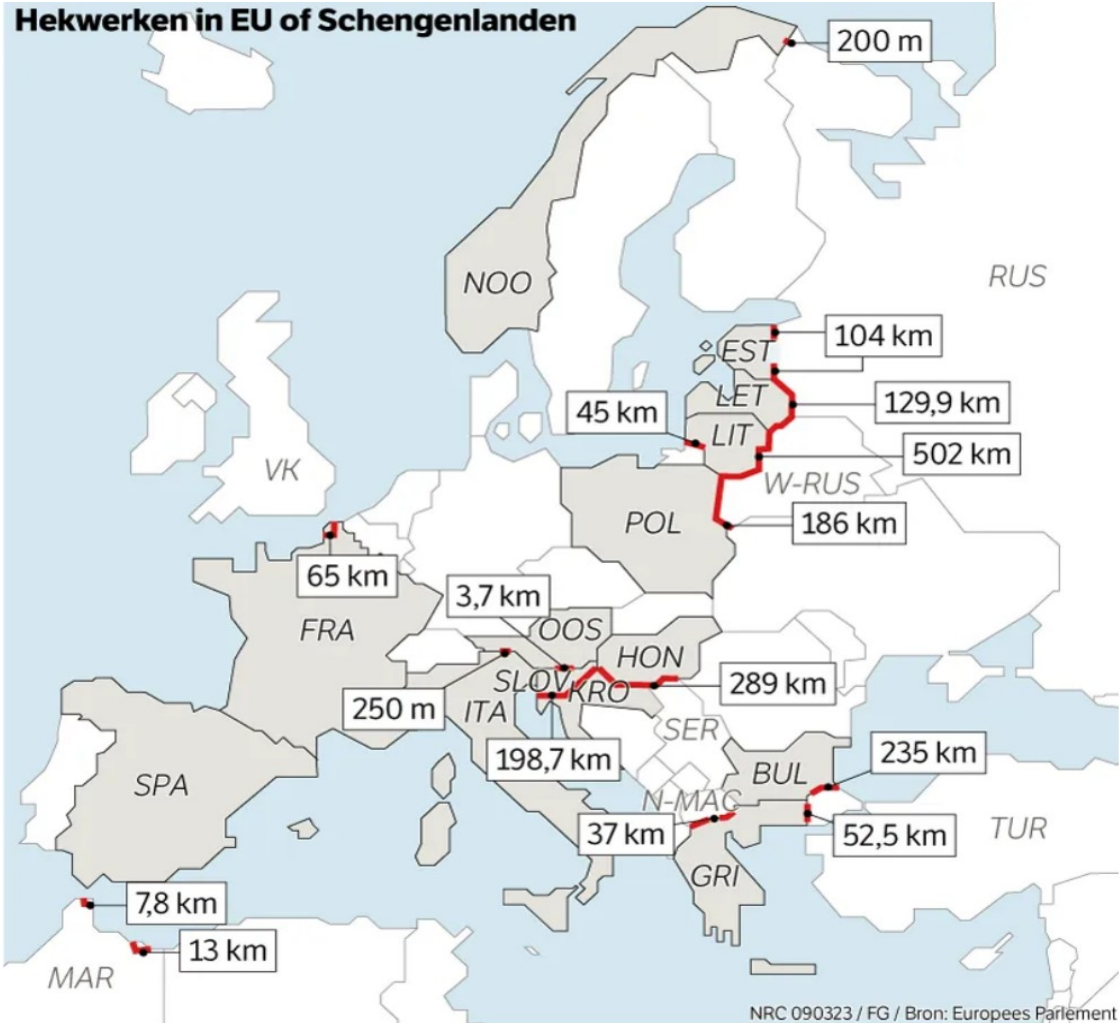 Hekwerken in EU of Schengenlanden
200 m
NOO
RUS
104 km
EST
LET
129,9 km
45 km
LIT
502 km
VK
W-RUS
POL
186 km
65 km
3,7 km
FRA
OOS
HON
SLOV
KRO
289 km
250 m
ITA
198,7 km
SER
235 km
BUL
SPA
N-MAC
37 km
52,5 km
TUR
GRI
7,8 km
13 km
MAR
NRC 090323 / FG / Bron: Europees Parlement